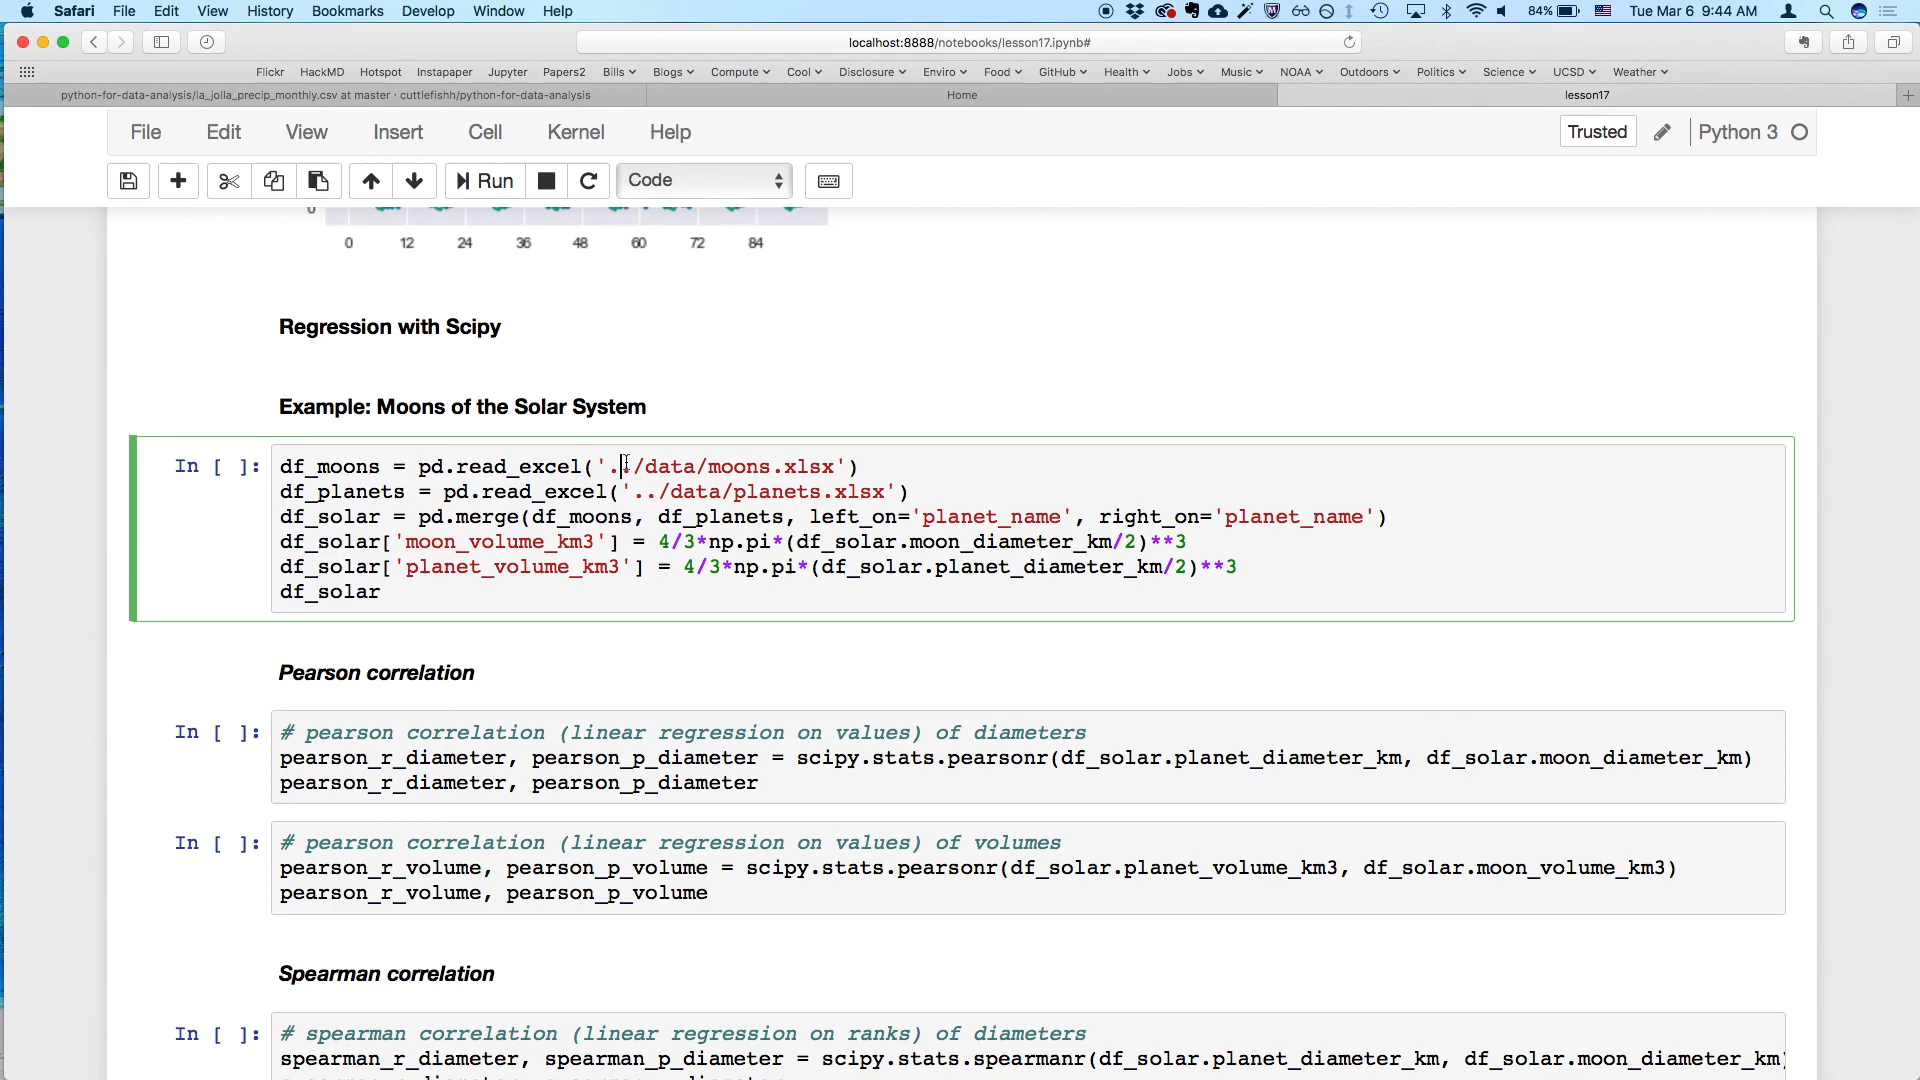 Safari File Edit View History Bookmarks Develop Window Help 84% Tue Mar 6 9:44 AM
localhost:8888/notebooks/lesson17.ipynb#
Flickr HackMD Hotspot Instapaper Jupyter Papers2 Bills Blogs Compute Cool Disclosure Enviro Food GitHub Health Jobs Music NOAA Outdoors Politics Science UCSD Weather
python-for-data-analysis/la_jolla_precip_monthly.csv at master · cuttlefishh/python-for-data-analysis Home lesson17
File Edit View Insert Cell Kernel Help Trusted Python 3
Run Code
0
0 12 24 36 48 60 72 84
Regression with Scipy
Example: Moons of the Solar System
In [ ]: df_moons = pd.read_excel('../data/moons.xlsx')
df_planets = pd.read_excel('../data/planets.xlsx')
df_solar = pd.merge(df_moons, df_planets, left_on='planet_name', right_on='planet_name')
df_solar['moon_volume_km3'] = 4/3*np.pi*(df_solar.moon_diameter_km/2)**3
df_solar['planet_volume_km3'] = 4/3*np.pi*(df_solar.planet_diameter_km/2)**3
df_solar
Pearson correlation
In [ ]: # pearson correlation (linear regression on values) of diameters
pearson_r_diameter, pearson_p_diameter = scipy.stats.pearsonr(df_solar.planet_diameter_km, df_solar.moon_diameter_km)
pearson_r_diameter, pearson_p_diameter
In [ ]: # pearson correlation (linear regression on values) of volumes
pearson_r_volume, pearson_p_volume = scipy.stats.pearsonr(df_solar.planet_volume_km3, df_solar.moon_volume_km3)
pearson_r_volume, pearson_p_volume
Spearman correlation
In [ ]: # spearman correlation (linear regression on ranks) of diameters
spearman_r_diameter, spearman_p_diameter = scipy.stats.spearmanr(df_solar.planet_diameter_km, df_solar.moon_diameter_km)